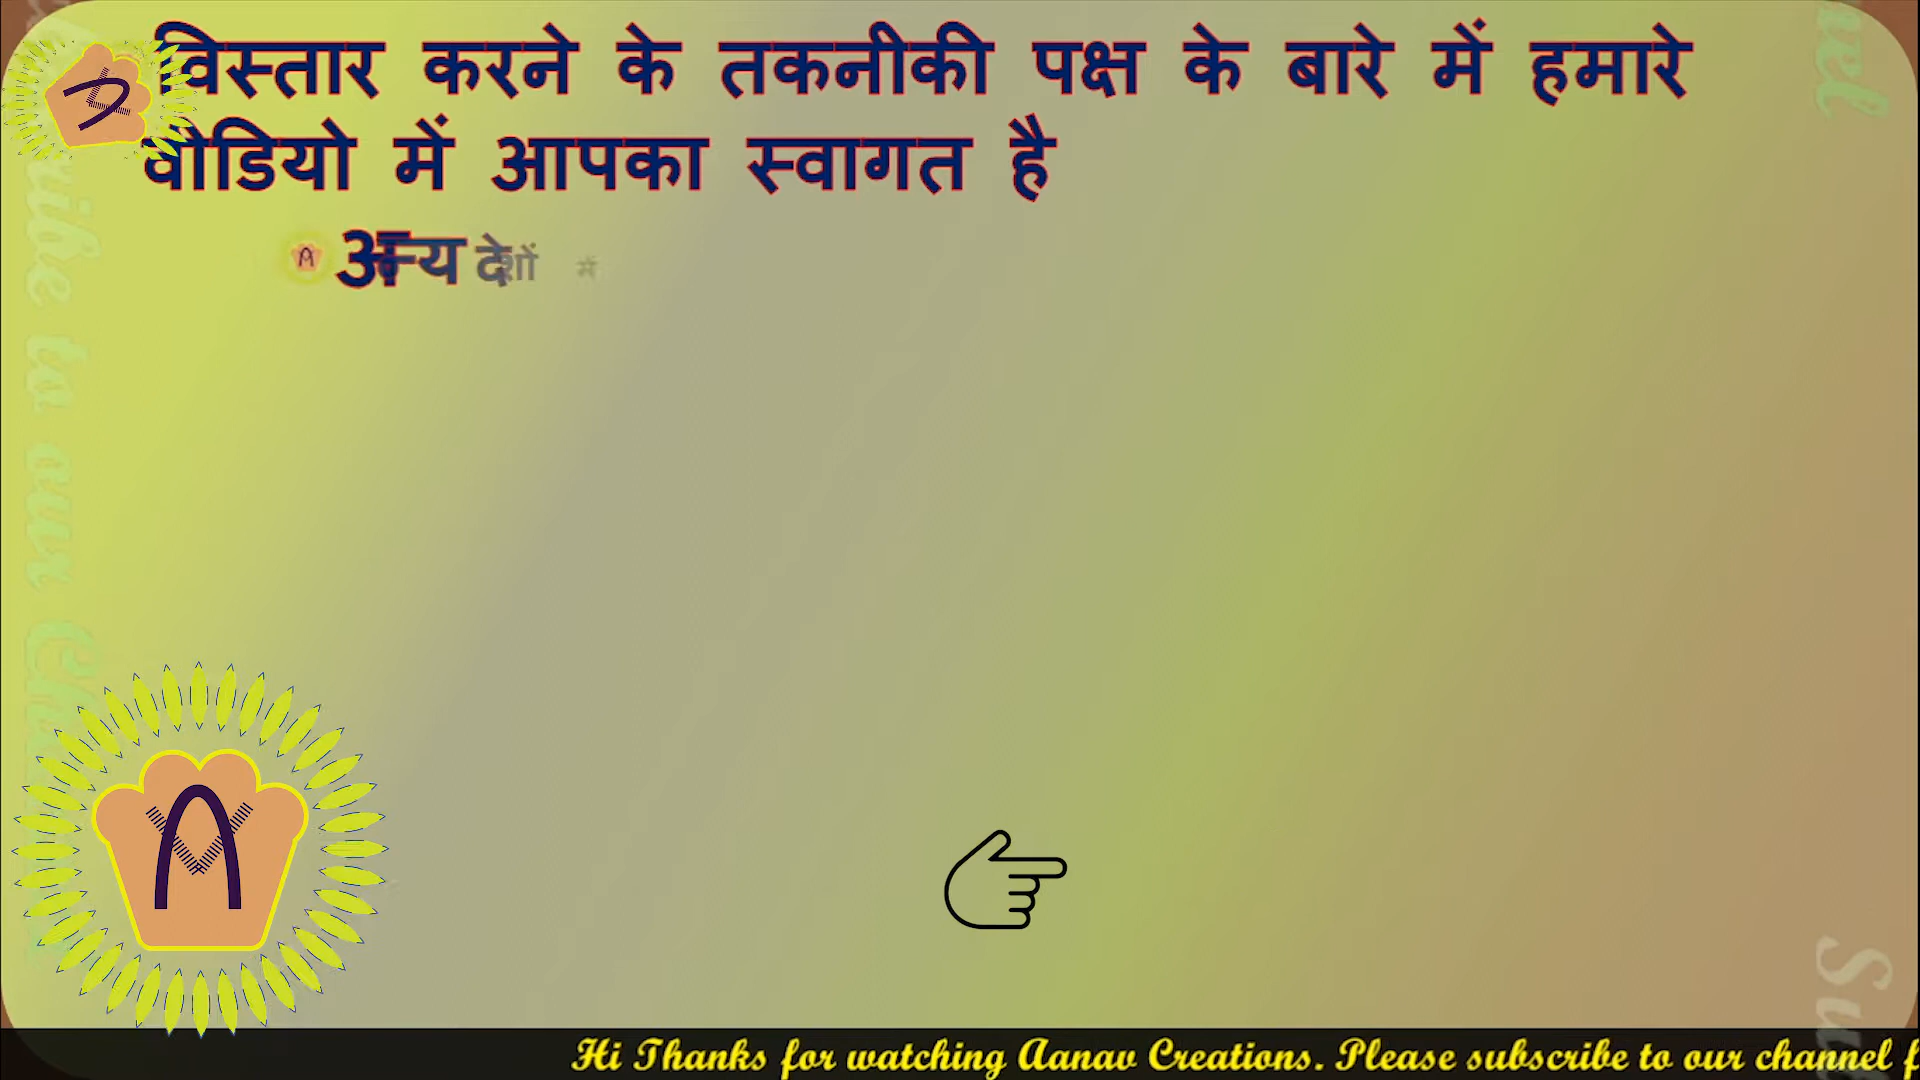 विस्तार करने के तकनीकी पक्ष के बारे में हमारे
वीडियो में आपका स्वागत है
अन्य देशों में
Hi Thanks for watching Aanav Creations. Please subscribe to our channel f